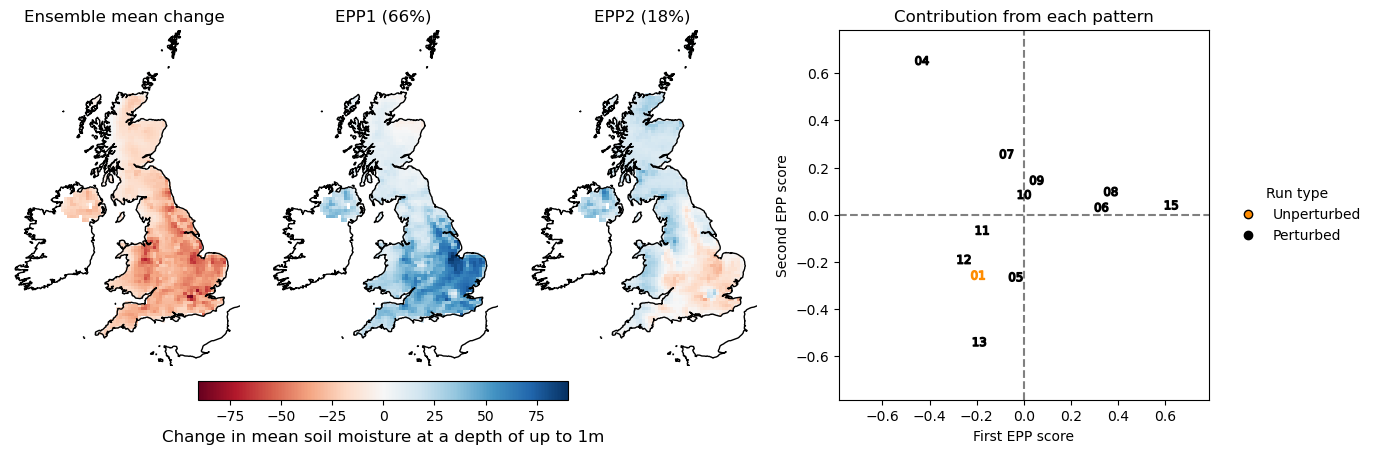 Ensemble mean change
EPP1 (66%)
EPP2 (18%)
Contribution from each pattern
Second EPP score
0.6
0.4
0.2
0.0
−0.2
−0.4
−0.6
04
07
09
10
08
06
15
11
12
01
05
13
Run type
Unperturbed
Perturbed
−0.6 −0.4 −0.2 0.0 0.2 0.4 0.6
First EPP score
−75 −50 −25 0 25 50 75
Change in mean soil moisture at a depth of up to 1m